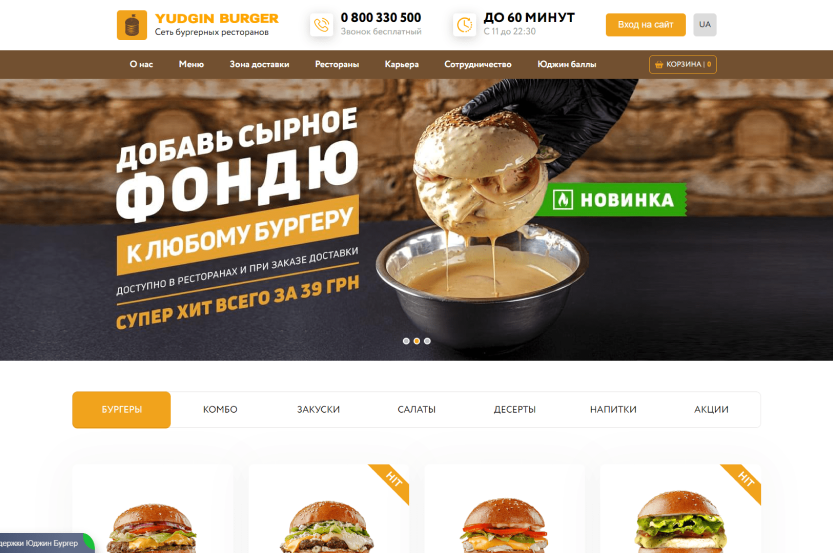 YUDGIN BURGER
Сеть бургерных ресторанов
0 800 330 500
Звонок бесплатный
ДО 60 МИНУТ
С 11 до 22:30
Вход на сайт
UA
О нас
Меню
Зона доставки
Рестораны
Карьера
Сотрудничество
Юджин баллы
КОРЗИНА | 0
ДОБАВЬ СЫРНОЕ
ФОНДЮ
К ЛЮБОМУ БУРГЕРУ
ДОСТУПНО В РЕСТОРАНАХ И ПРИ ЗАКАЗЕ ДОСТАВКИ
СУПЕР ХИТ ВСЕГО ЗА 39 ГРН
НОВИНКА
БУРГЕРЫ
КОМБО
ЗАКУСКИ
САЛАТЫ
ДЕСЕРТЫ
НАПИТКИ
АКЦИИ
HIT
HIT
держки Юджин Бургер